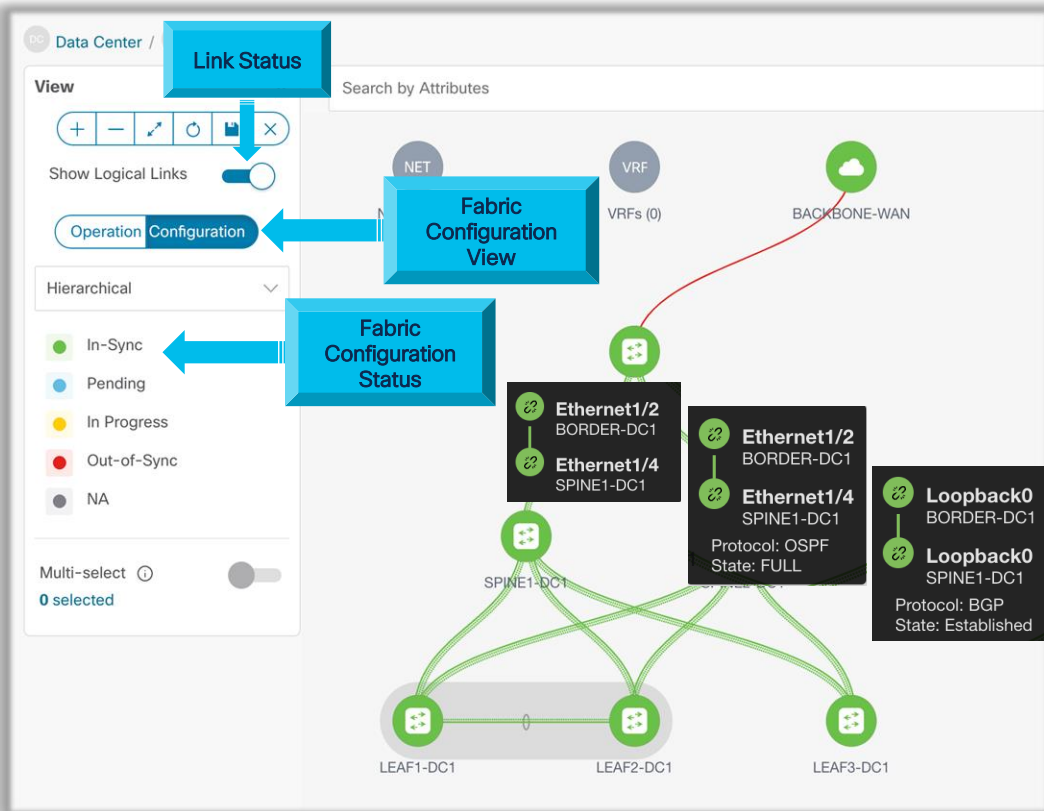 DC Data Center /
Link Status
View
Search by Attributes
Show Logical Links
NET
VRF
VRFs (0)
BACKBONE-WAN
Operation Configuration
Fabric
Configuration
View
Hierarchical
Fabric
Configuration
Status
In-Sync
Pending
In Progress
Out-of-Sync
NA
Ethernet1/2
BORDER-DC1
Ethernet1/4
SPINE1-DC1
Ethernet1/2
BORDER-DC1
Ethernet1/4
SPINE1-DC1
Protocol: OSPF
State: FULL
Loopback0
BORDER-DC1
Loopback0
SPINE1-DC1
Protocol: BGP
State: Established
Multi-select
0 selected
SPINE1-DC1
LEAF1-DC1
LEAF2-DC1
LEAF3-DC1